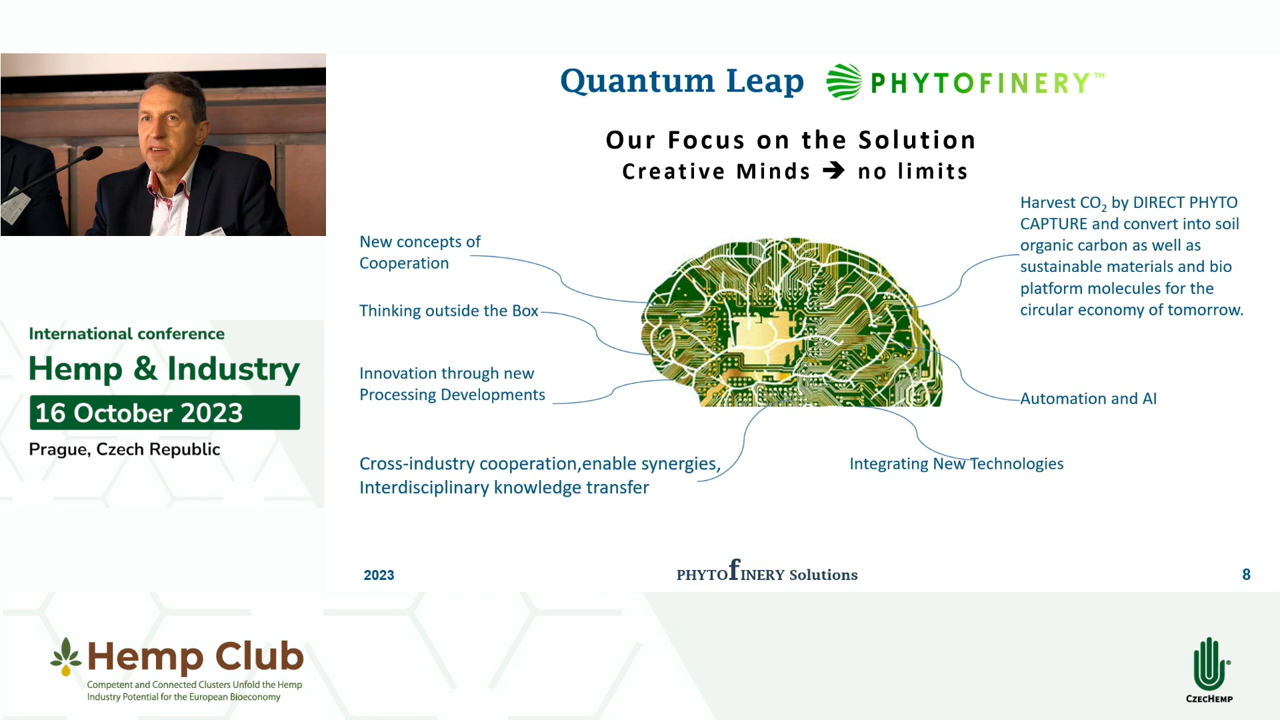 Quantum Leap PHYTOFINERY™
Our Focus on the Solution
Creative Minds ➔ no limits
New concepts of
Cooperation
Thinking outside the Box
Innovation through new
Processing Developments
Cross-industry cooperation,enable synergies,
Interdisciplinary knowledge transfer
Harvest CO₂ by DIRECT PHYTO
CAPTURE and convert into soil
organic carbon as well as
sustainable materials and bio
platform molecules for the
circular economy of tomorrow.
Automation and AI
Integrating New Technologies
2023
PHYTOfINERY Solutions
8
International conference
Hemp & Industry
16 October 2023
Prague, Czech Republic
Hemp Club
Competent and Connected Clusters Unfold the Hemp
Industry Potential for the European Bioeconomy
CzecHemp